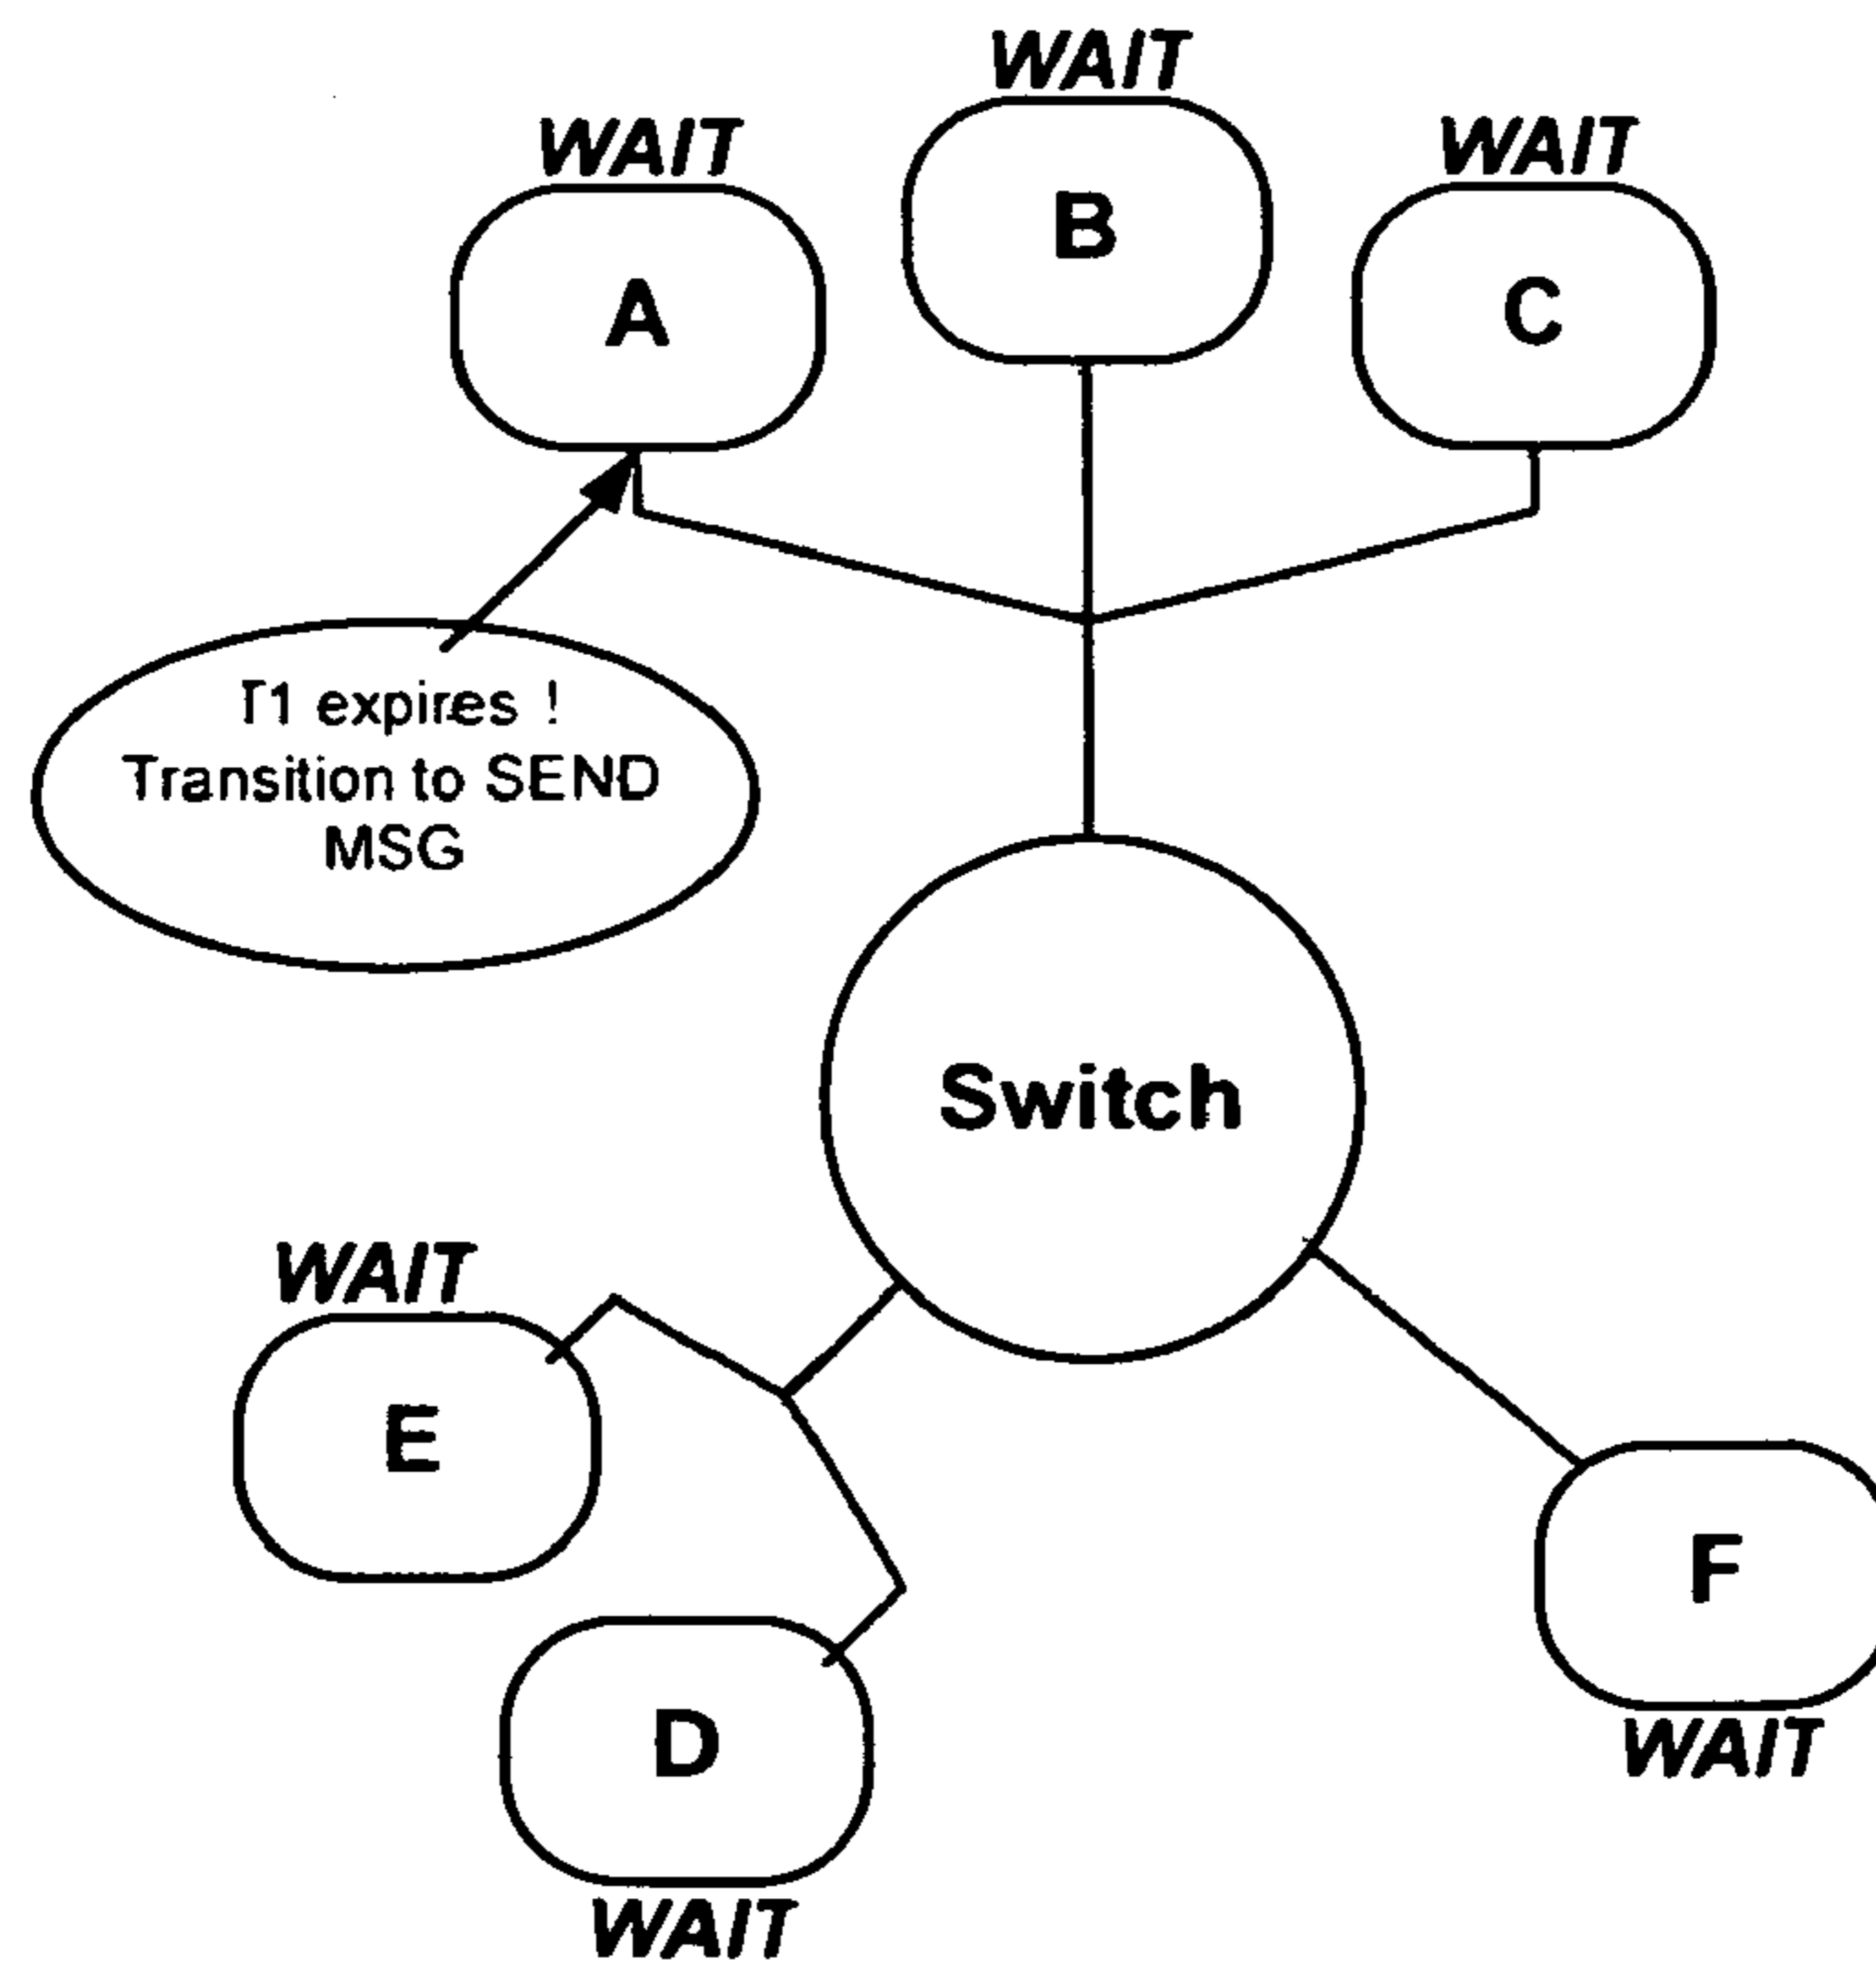 WAIT
WAIT
WAIT
B
A
C
T1 expires !
Transition to SEND
MSG
Switch
WAIT
E
F
D
WAIT
WAIT